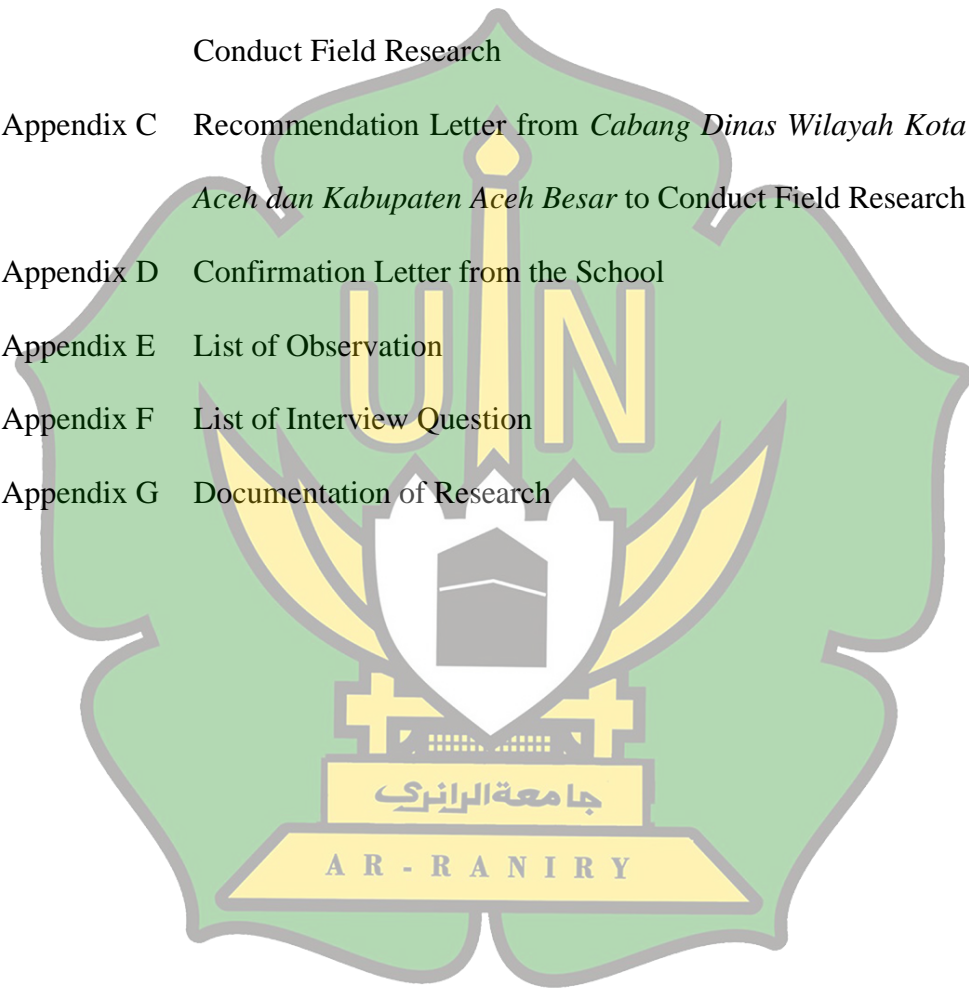 Conduct Field Research
Appendix C Recommendation Letter from Cabang Dinas Wilayah Kota
Aceh dan Kabupaten Aceh Besar to Conduct Field Research
Appendix D Confirmation Letter from the School
Appendix E List of Observation
Appendix F List of Interview Question
Appendix G Documentation of Research
UIN
جامعةالرانري
AR-RANIRY